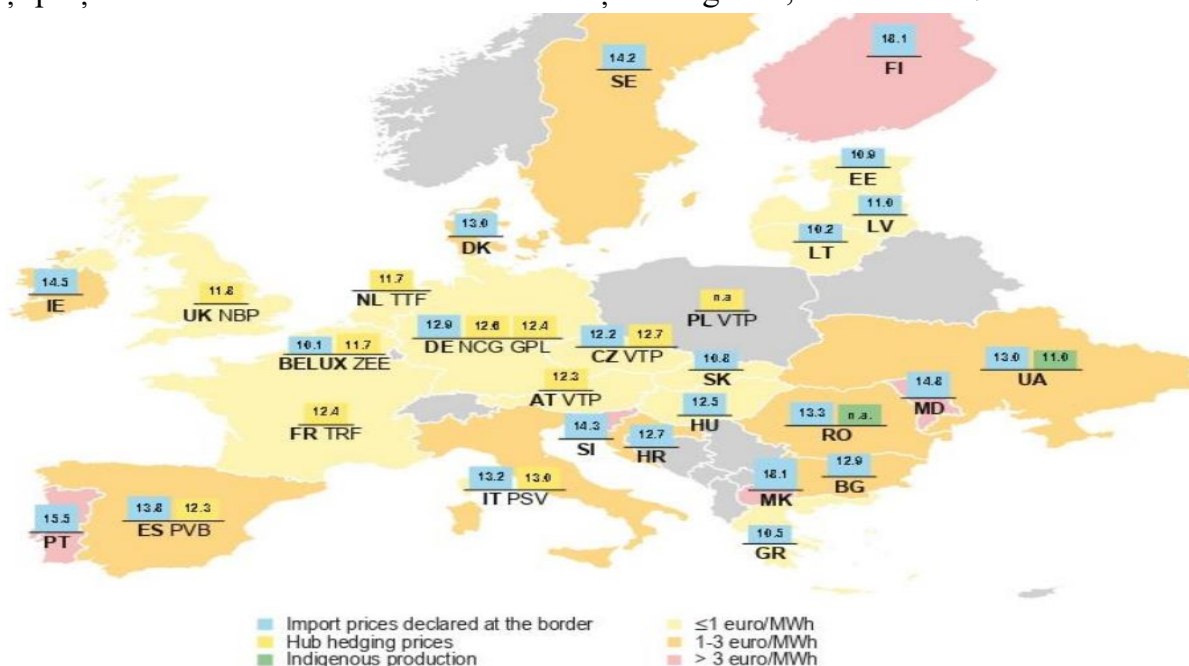 18.1
FI
14.2
SE
10.9
EE
11.0
LV
10.2
LT
13.0
DK
14.5
IE
11.8
UK NBP
11.7
NL TTF
n.a
PL VTP
10.1 11.7
BELUX ZEE
12.9 12.6 12.4
DE NCG GPL
12.2 12.7
CZ VTP
10.8
SK
13.0 11.0
UA
12.3
AT VTP
14.8
MD
12.5
HU
12.4
FR TRF
13.3 n.a.
RO
14.3
SI
12.7
HR
12.9
BG
13.2 13.0
IT PSV
18.1
MK
13.8 12.3
ES PVB
15.5
PT
10.5
GR
Import prices declared at the border
Hub hedging prices
Indigenous production
≤1 euro/MWh
1-3 euro/MWh
> 3 euro/MWh